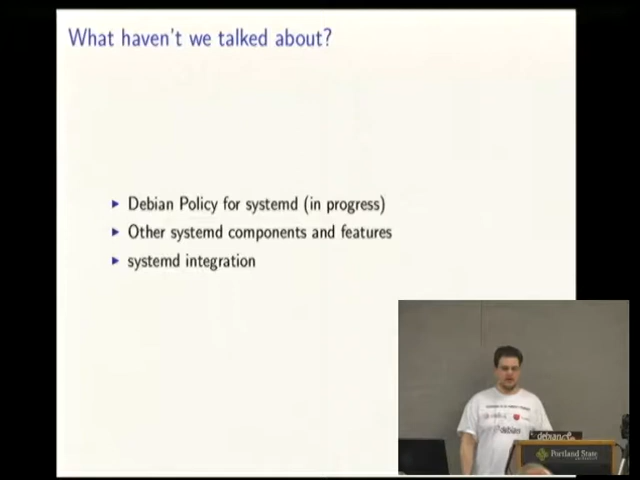 What haven't we talked about?
Debian Policy for systemd (in progress)
Other systemd components and features
systemd integration
debian
debian
Portland State